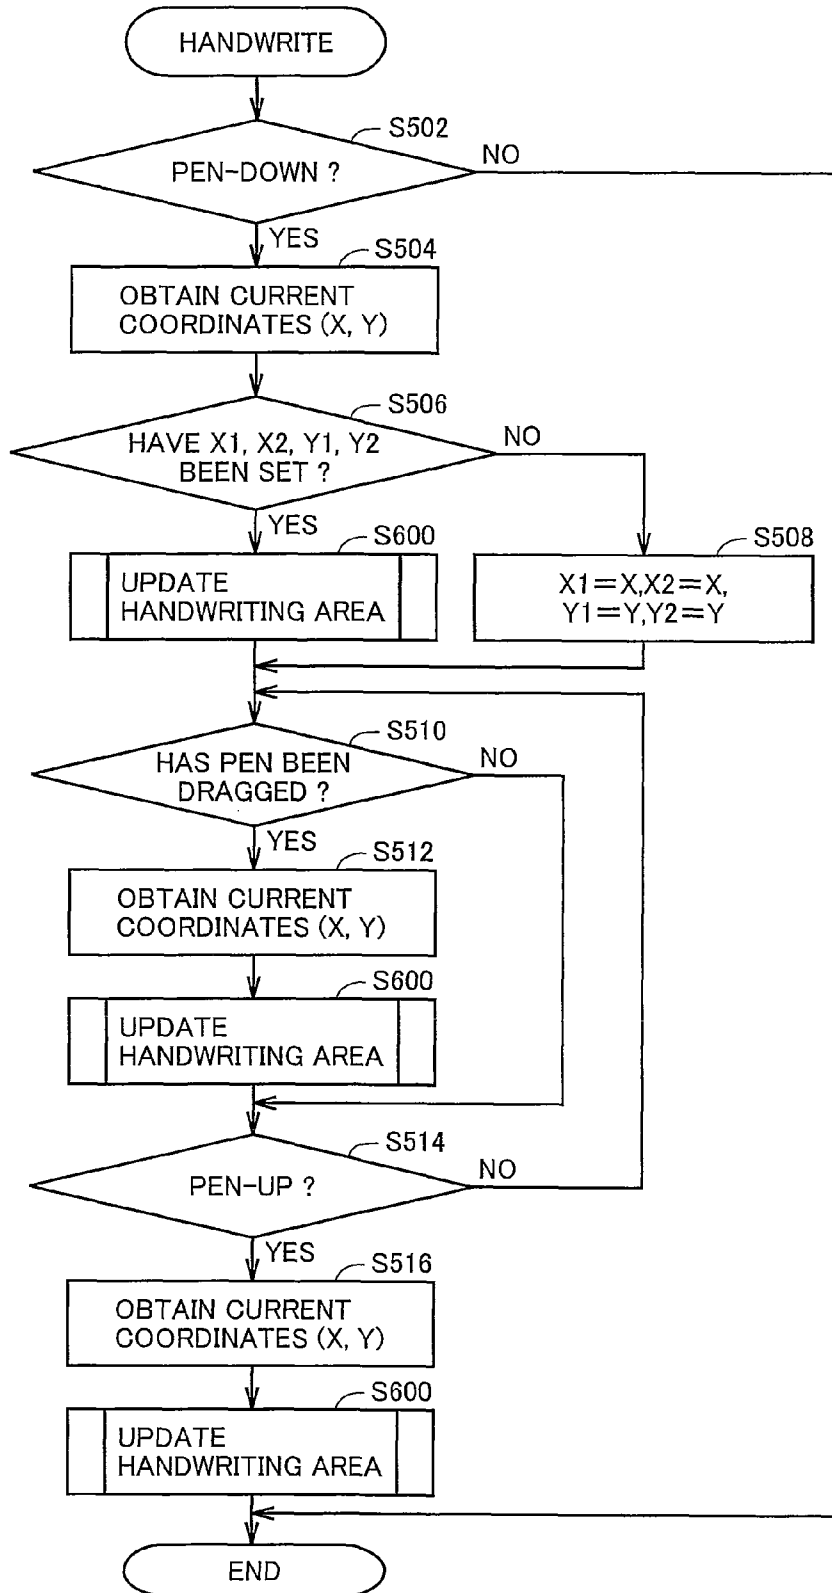 HANDWRITE
S502
PEN-DOWN ?
NO
YES
S504
OBTAIN CURRENT
COORDINATES (X, Y)
S506
HAVE X1, X2, Y1, Y2
BEEN SET ?
NO
YES
S600
UPDATE
HANDWRITING AREA
S508
X1=X,X2=X,
Y1=Y,Y2=Y
S510
HAS PEN BEEN
DRAGGED ?
NO
YES
S512
OBTAIN CURRENT
COORDINATES (X, Y)
S600
UPDATE
HANDWRITING AREA
S514
PEN-UP ?
NO
YES
S516
OBTAIN CURRENT
COORDINATES (X, Y)
S600
UPDATE
HANDWRITING AREA
END